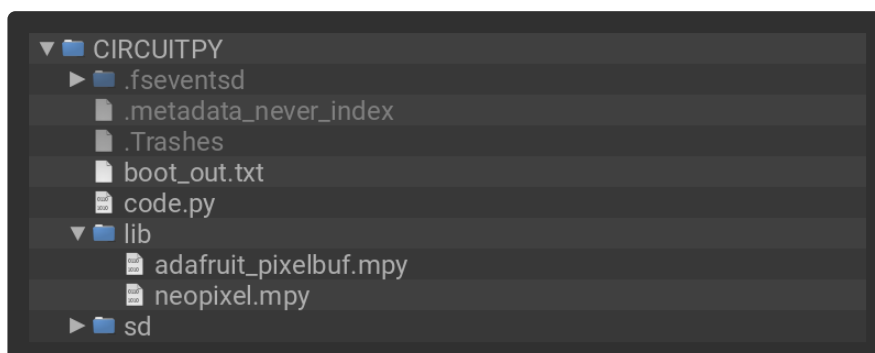 CIRCUITPY
.fseventsd
.metadata_never_index
.Trashes
boot_out.txt
code.py
lib
adafruit_pixelbuf.mpy
neopixel.mpy
sd